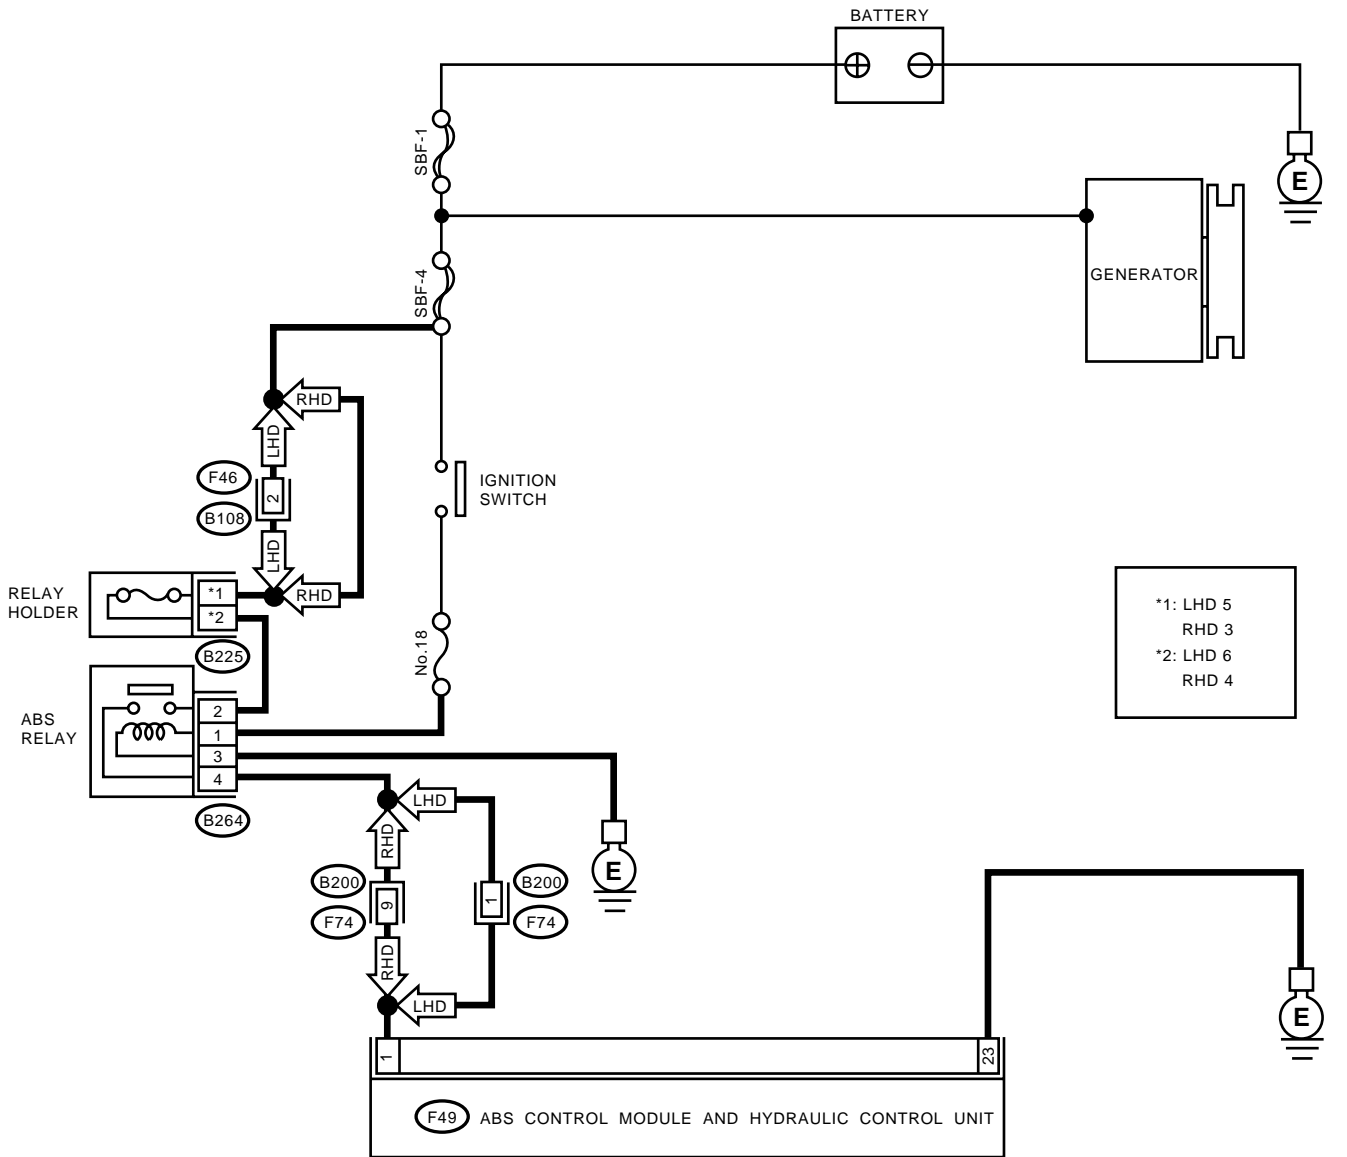 BATTERY
SBF-1
E
GENERATOR
SBF-4
RHD
LHD
F46
2
B108
IGNITION
SWITCH
LHD
RHD
RELAY
HOLDER
*1
*2
B225
*1: LHD 5
RHD 3
*2: LHD 6
RHD 4
No.18
ABS
RELAY
2
1
3
4
B264
LHD
RHD
E
B200
9
F74
1
B200
F74
RHD
LHD
E
1
23
F49 ABS CONTROL MODULE AND HYDRAULIC CONTROL UNIT